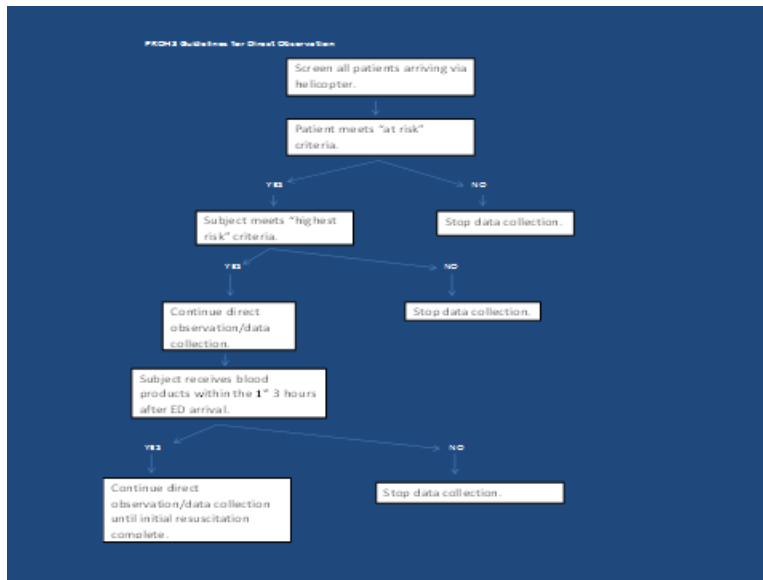 PROHS Guidelines for Direct Observation
Screen all patients arriving via
helicopter.
Patient meets “at risk”
criteria.
YES
NO
Subject meets “highest
risk” criteria.
Stop data collection.
YES
NO
Continue direct
observation/data
collection.
Stop data collection.
Subject receives blood
products within the 1st 3 hours
after ED arrival.
YES
NO
Continue direct
observation/data collection
until initial resuscitation
complete.
Stop data collection.